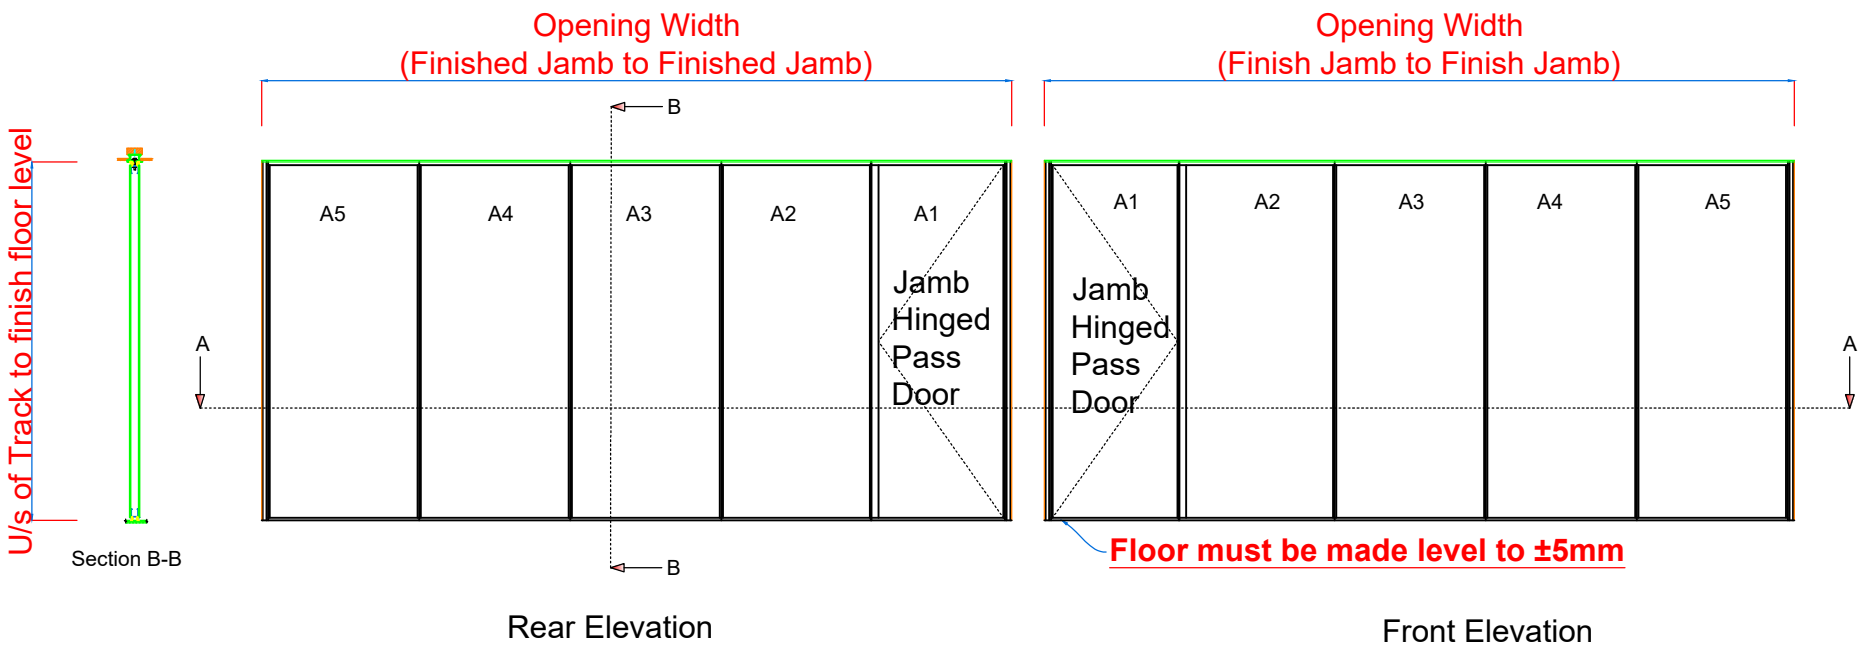 Opening Width
(Finished Jamb to Finished Jamb)
Opening Width
(Finish Jamb to Finish Jamb)
U/s of Track to finish floor level
Section B-B
B
B
A
A
A5
A4
A3
A2
A1
Jamb
Hinged
Pass
Door
A1
A2
A3
A4
A5
Jamb
Hinged
Pass
Door
Floor must be made level to ±5mm
Rear Elevation
Front Elevation